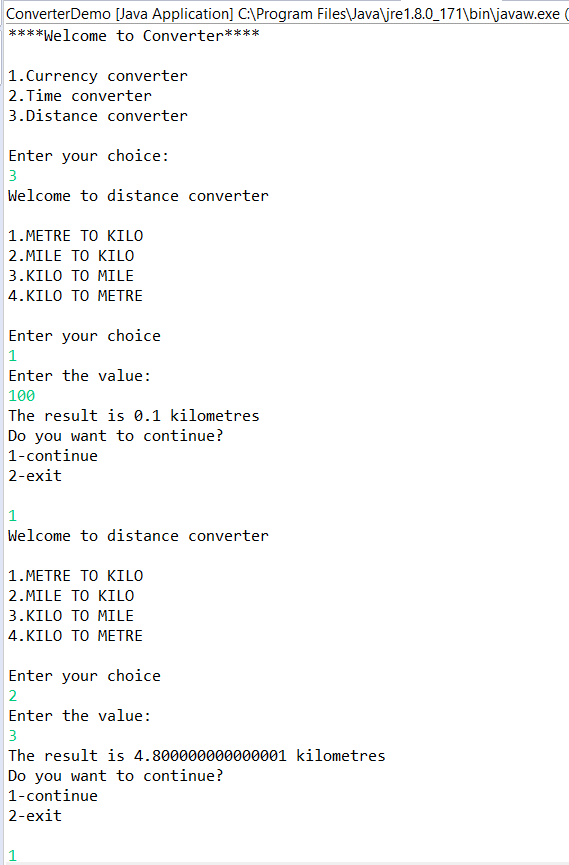 ConverterDemo [Java Application] C:\Program Files\Java\jre1.8.0_171\bin\javaw.exe (
****Welcome to Converter****
1.Currency converter
2.Time converter
3.Distance converter
Enter your choice:
3
Welcome to distance converter
1.METRE TO KILO
2.MILE TO KILO
3.KILO TO MILE
4.KILO TO METRE
Enter your choice
1
Enter the value:
100
The result is 0.1 kilometres
Do you want to continue?
1-continue
2-exit
1
Welcome to distance converter
1.METRE TO KILO
2.MILE TO KILO
3.KILO TO MILE
4.KILO TO METRE
Enter your choice
2
Enter the value:
3
The result is 4.800000000000001 kilometres
Do you want to continue?
1-continue
2-exit
1